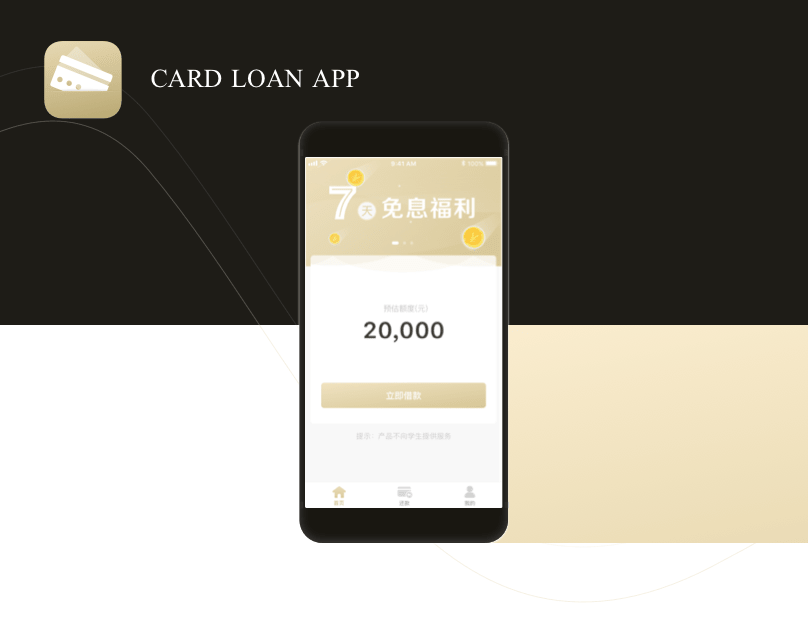 CARD LOAN APP
9:41 AM 100%
7天免息福利
预估额度(元)
20,000
立即借款
提示：产品不向学生提供服务
首页 还款 我的